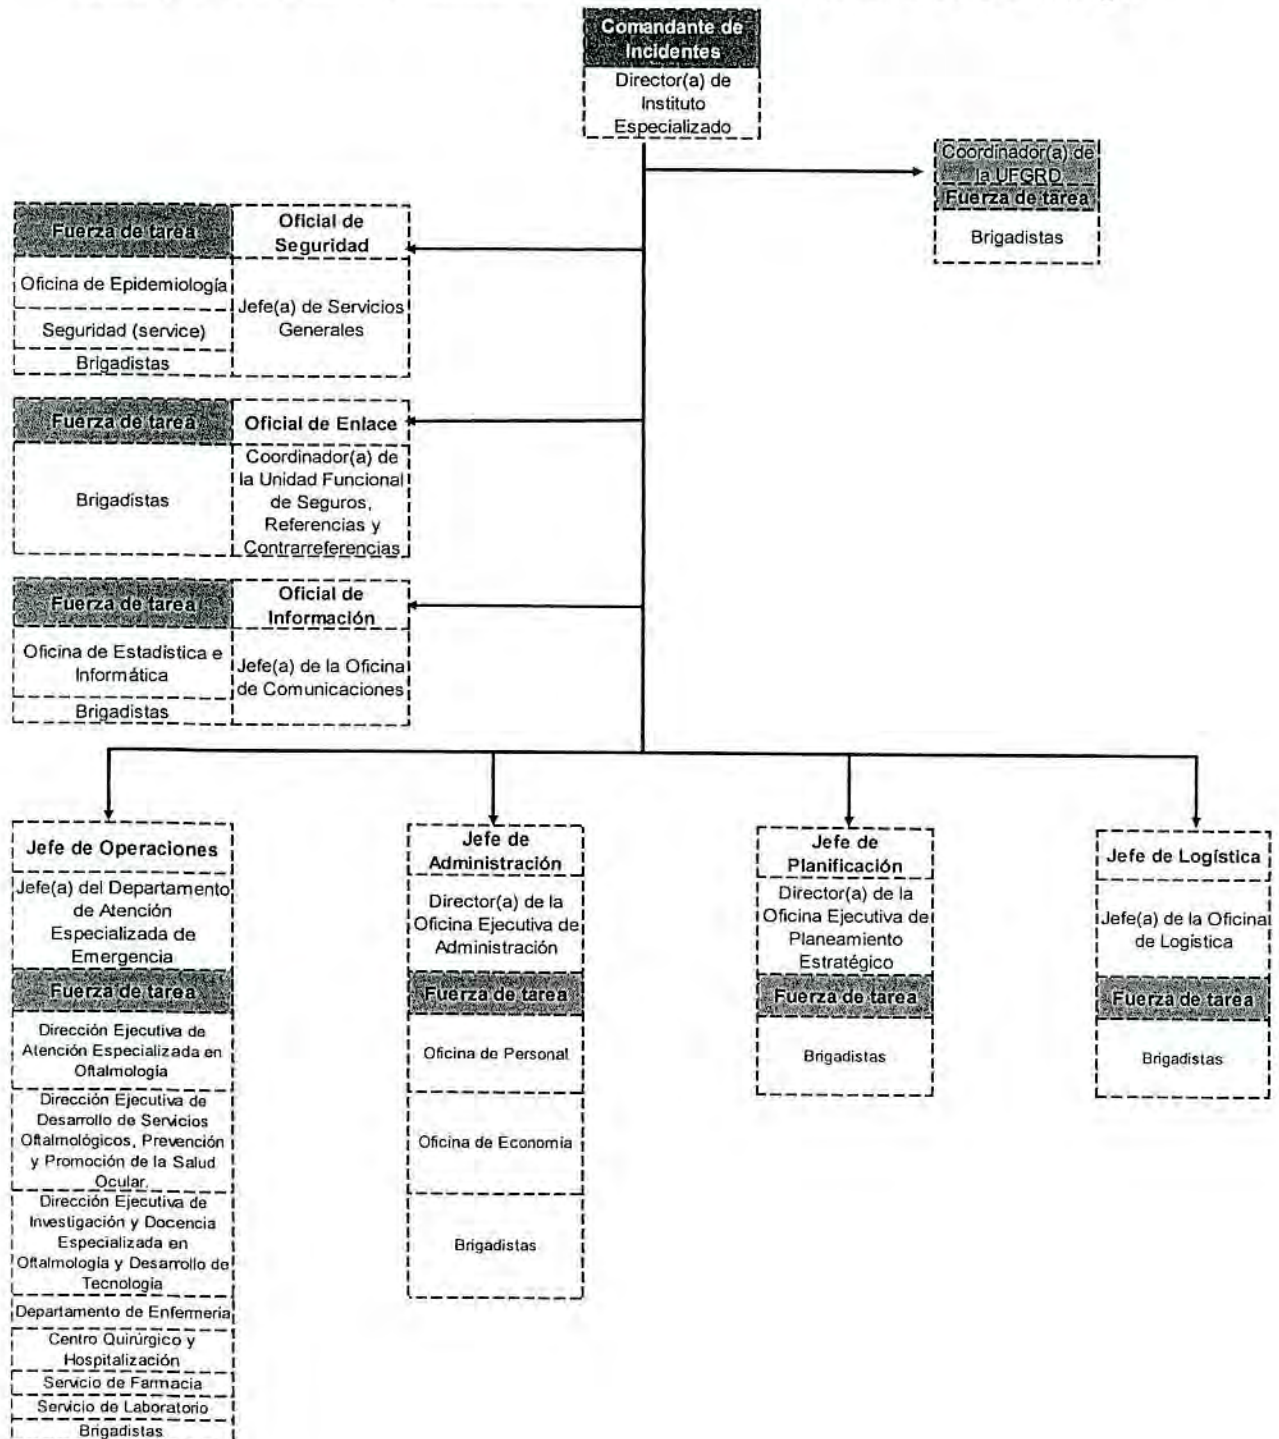 Comandante de
Incidentes
Director(a) de
Instituto
Especializado
Coordinador(a) de
la UFGRD
Fuerza de tarea
Brigadistas
Fuerza de tarea
Oficina de Epidemiología
Seguridad (service)
Brigadistas
Oficial de
Seguridad
Jefe(a) de Servicios
Generales
Fuerza de tarea
Brigadistas
Oficial de Enlace
Coordinador(a) de
la Unidad Funcional
de Seguros,
Referencias y
Contrarreferencias
Fuerza de tarea
Oficina de Estadística e
Informática
Brigadistas
Oficial de
Información
Jefe(a) de la Oficina
de Comunicaciones
Jefe de Operaciones
Jefe(a) del Departamento
de Atención
Especializada de
Emergencia
Fuerza de tarea
Dirección Ejecutiva de
Atención Especializada en
Oftalmología
Dirección Ejecutiva de
Desarrollo de Servicios
Oftalmológicos, Prevención
y Promoción de la Salud
Ocular.
Dirección Ejecutiva de
Investigación y Docencia
Especializada en
Oftalmología y Desarrollo de
Tecnología
Departamento de Enfermería
Centro Quirúrgico y
Hospitalización
Servicio de Farmacia
Servicio de Laboratorio
Brigadistas
Jefe de
Administración
Director(a) de la
Oficina Ejecutiva de
Administración
Fuerza de tarea
Oficina de Personal
Oficina de Economía
Brigadistas
Jefe de
Planificación
Director(a) de la
Oficina Ejecutiva de
Planeamiento
Estratégico
Fuerza de tarea
Brigadistas
Jefe de Logística
Jefe(a) de la Oficina
de Logística
Fuerza de tarea
Brigadistas